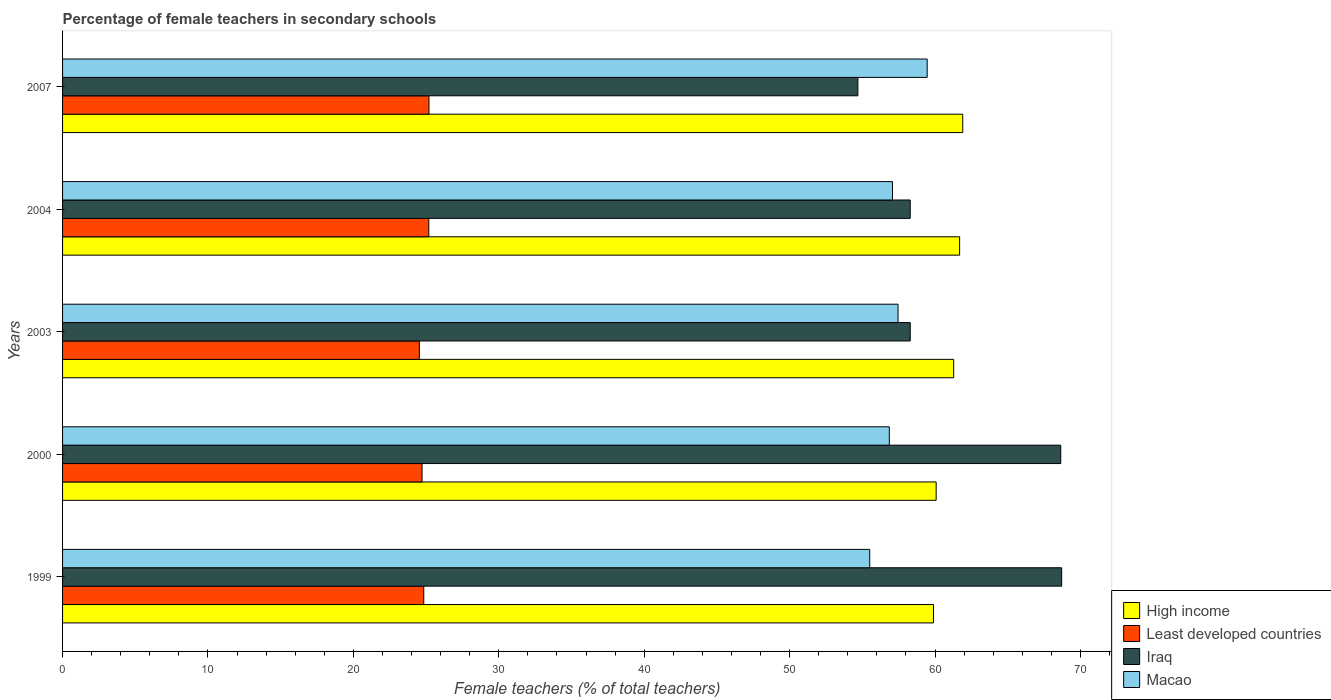 Percentage of female teachers in secondary schools
2007
2004
2003
2000
1999
Years
0
10
20
30
40
50
60
70
Female teachers (% of total teachers)
High income
Least developed countries
Iraq
Macao